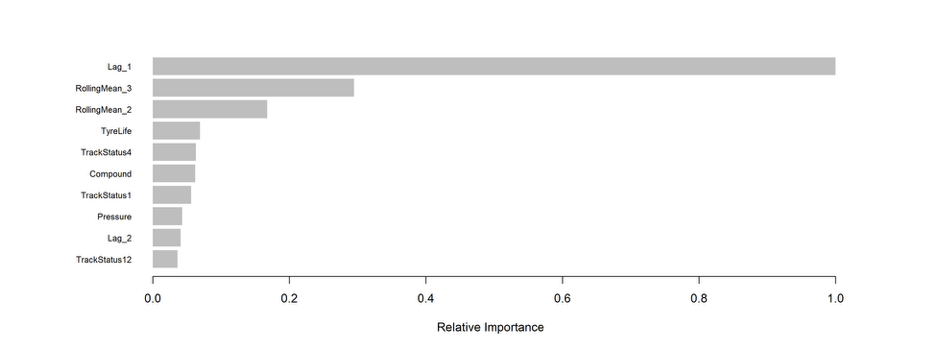 Lag_1
RollingMean_3
RollingMean_2
TyreLife
TrackStatus4
Compound
TrackStatus1
Pressure
Lag_2
TrackStatus12
0.0 0.2 0.4 0.6 0.8 1.0
Relative Importance